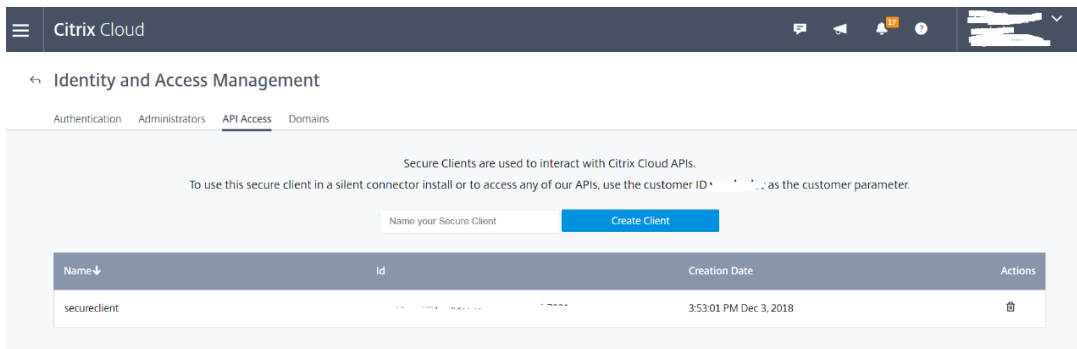 Citrix Cloud
17
?
Identity and Access Management
Authentication Administrators API Access Domains
Secure Clients are used to interact with Citrix Cloud APIs.
To use this secure client in a silent connector install or to access any of our APIs, use the customer ID as the customer parameter.
Name your Secure Client Create Client
Name Id Creation Date Actions
secureclient 3:53:01 PM Dec 3, 2018